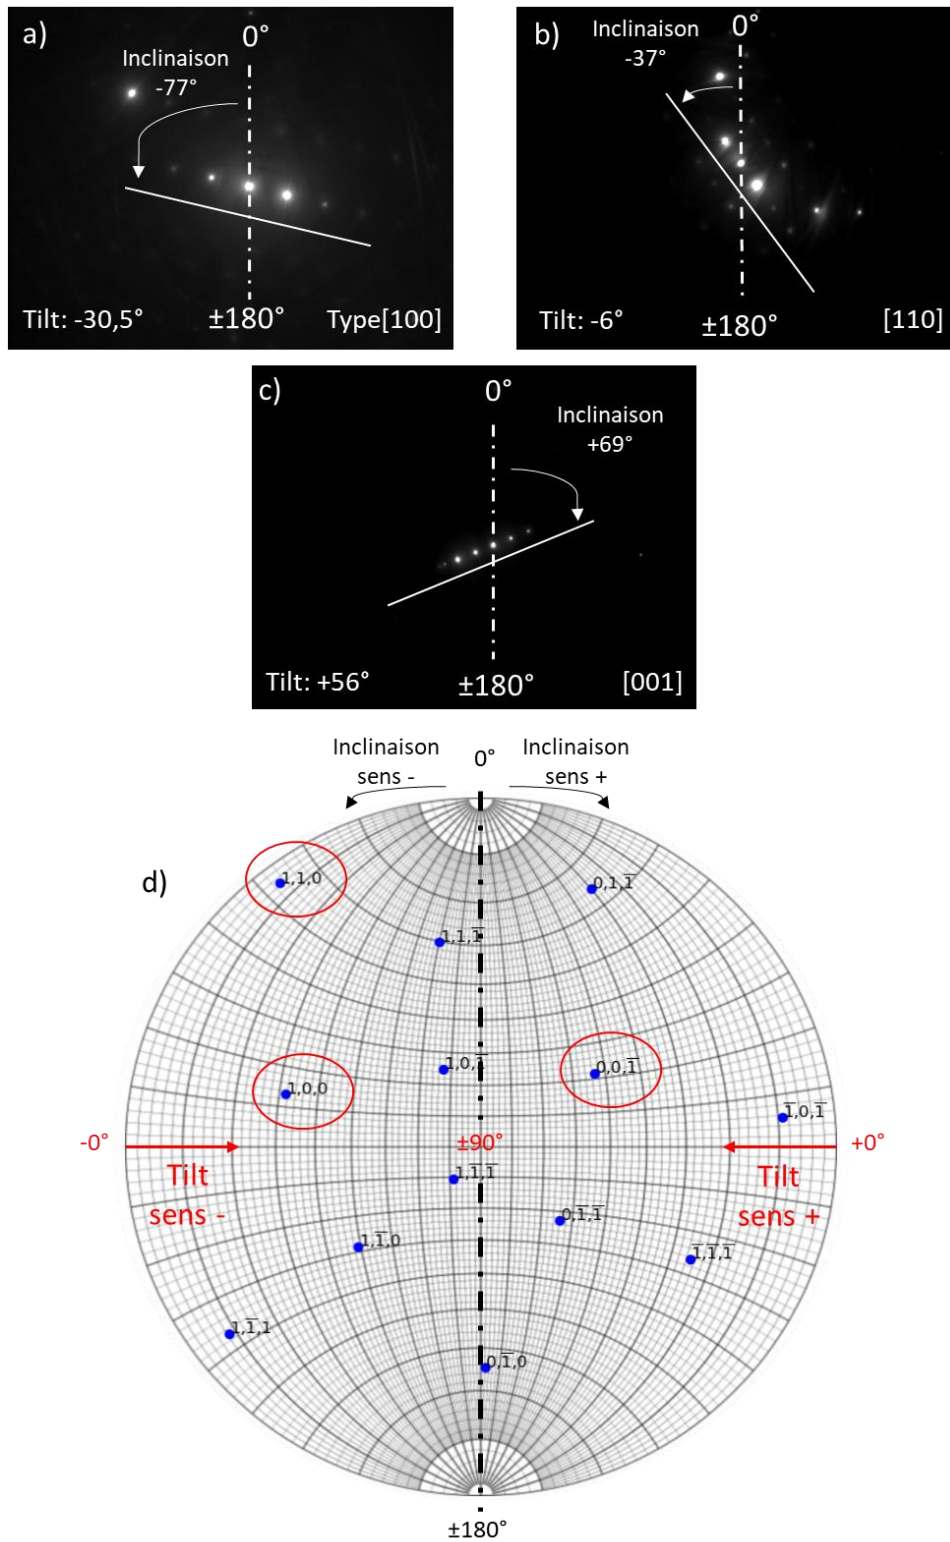 a)
0°
Inclinaison
-77°
Tilt: -30,5°
±180°
Type[100]
b)
0°
Inclinaison
-37°
Tilt: -6°
±180°
[110]
c)
0°
Inclinaison
+69°
Tilt: +56°
±180°
[001]
Inclinaison
sens -
0°
Inclinaison
sens +
d)
1,1,0
0,1,1̅
1,1,1̅
1,0,1̅
0,0,1̅
1,0,0
1̅,0,1̅
-0°
±90°
+0°
Tilt
sens -
Tilt
sens +
1,1̅,1̅
0,1̅,1̅
1,1̅,0
1̅,1̅,1̅
1,1̅,1
0,1̅,0
±180°